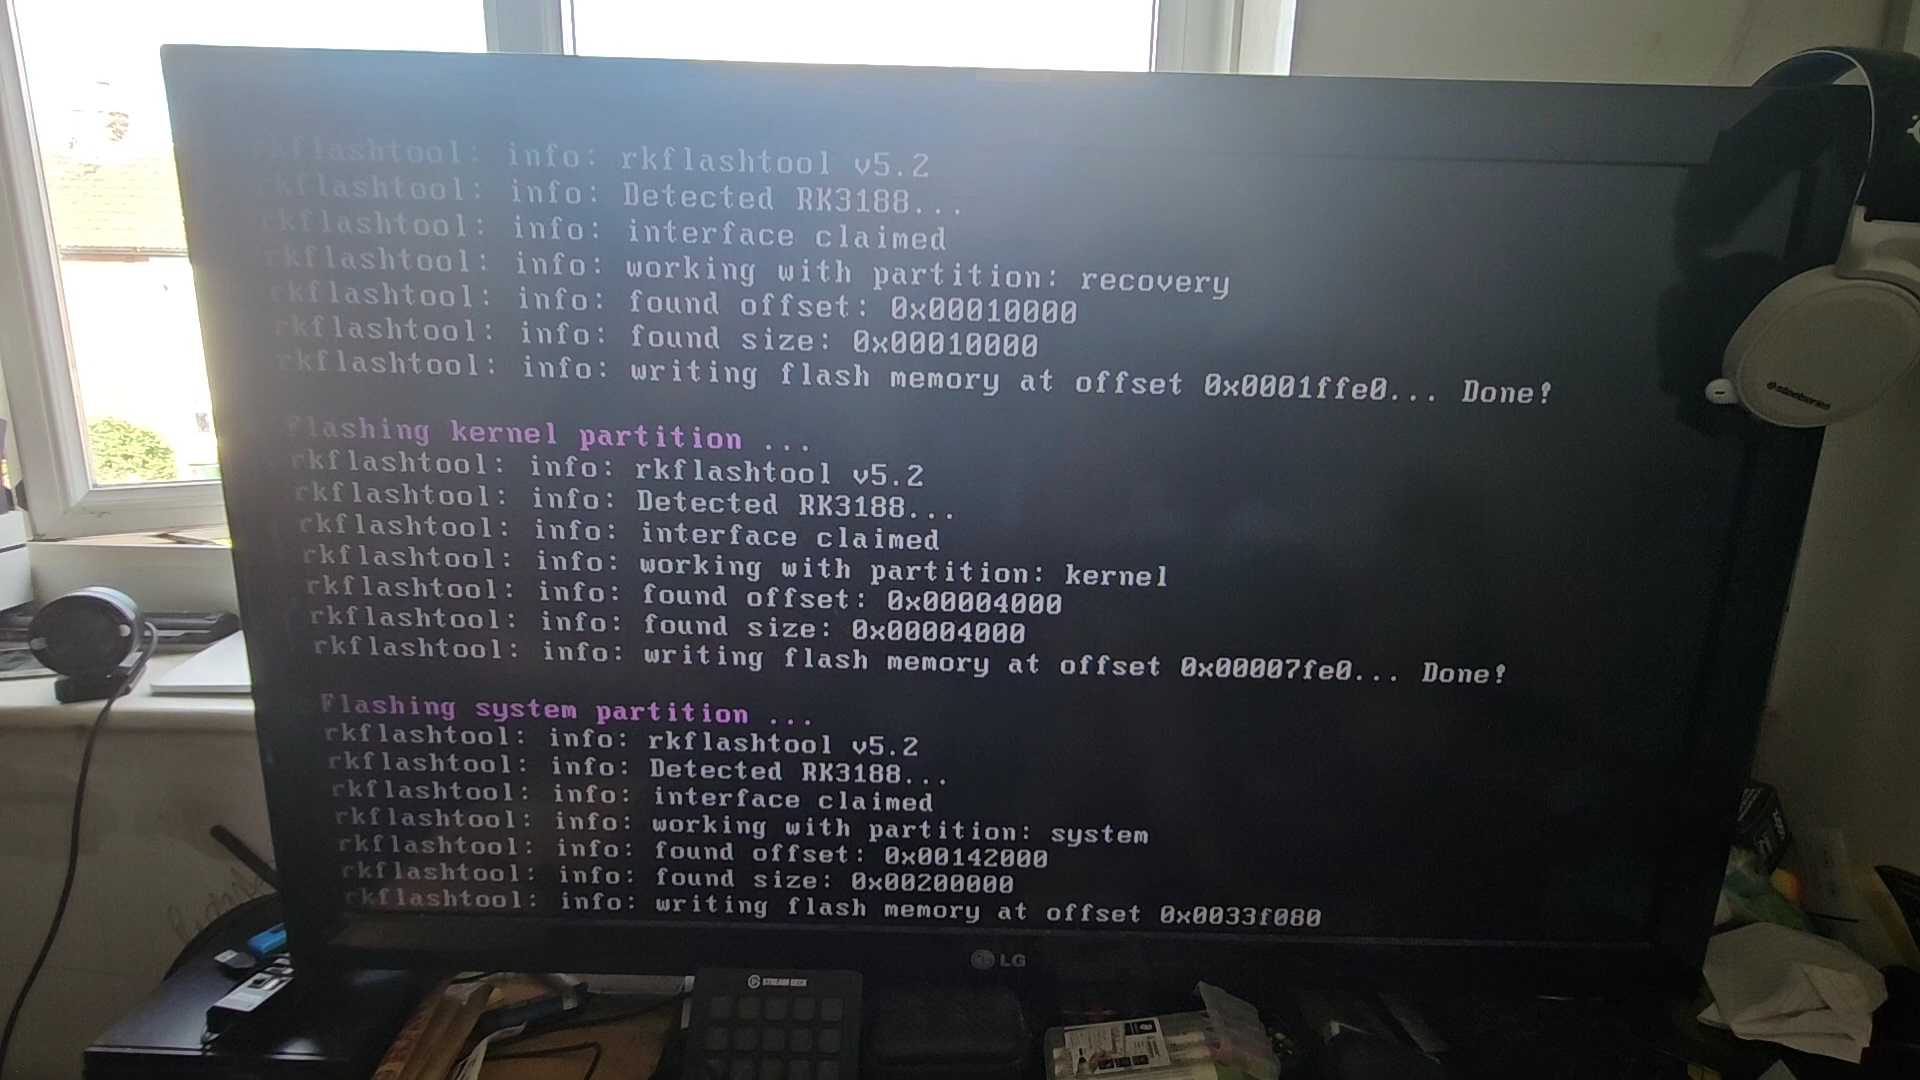 rkflashtool: info: rkflashtool v5.2
rkflashtool: info: Detected RK3188...
rkflashtool: info: interface claimed
rkflashtool: info: working with partition: recovery
rkflashtool: info: found offset: 0x00010000
rkflashtool: info: found size: 0x00010000
rkflashtool: info: writing flash memory at offset 0x0001ffe0... Done!
Flashing kernel partition ...
rkflashtool: info: rkflashtool v5.2
rkflashtool: info: Detected RK3188...
rkflashtool: info: interface claimed
rkflashtool: info: working with partition: kernel
rkflashtool: info: found offset: 0x00004000
rkflashtool: info: found size: 0x00004000
rkflashtool: info: writing flash memory at offset 0x00007fe0... Done!
Flashing system partition ...
rkflashtool: info: rkflashtool v5.2
rkflashtool: info: Detected RK3188...
rkflashtool: info: interface claimed
rkflashtool: info: working with partition: system
rkflashtool: info: found offset: 0x00142000
rkflashtool: info: found size: 0x00200000
rkflashtool: info: writing flash memory at offset 0x0033f080
LG
STREAM DECK
steelseries